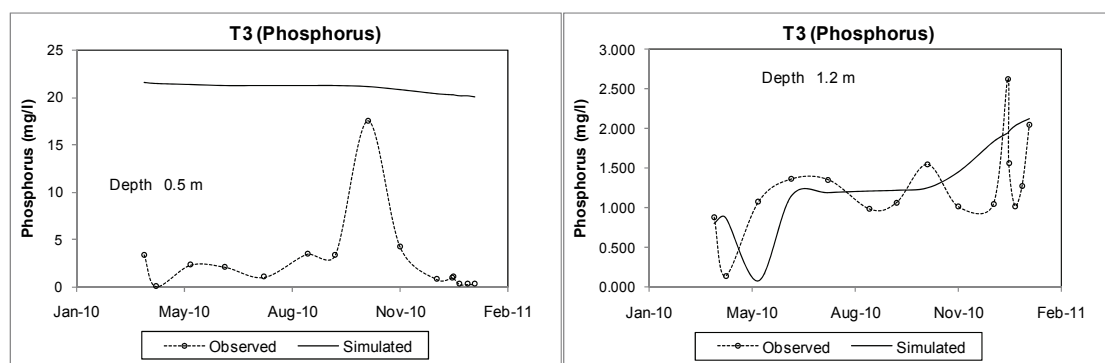 T3 (Phosphorus)
25
20
15
10
5
0
Phosphorus (mg/l)
Depth 0.5 m
Jan-10 May-10 Aug-10 Nov-10 Feb-11
Observed Simulated
T3 (Phosphorus)
3.000
2.500
2.000
1.500
1.000
0.500
0.000
Phosphorus (mg/l)
Depth 1.2 m
Jan-10 May-10 Aug-10 Nov-10 Feb-11
Observed Simulated